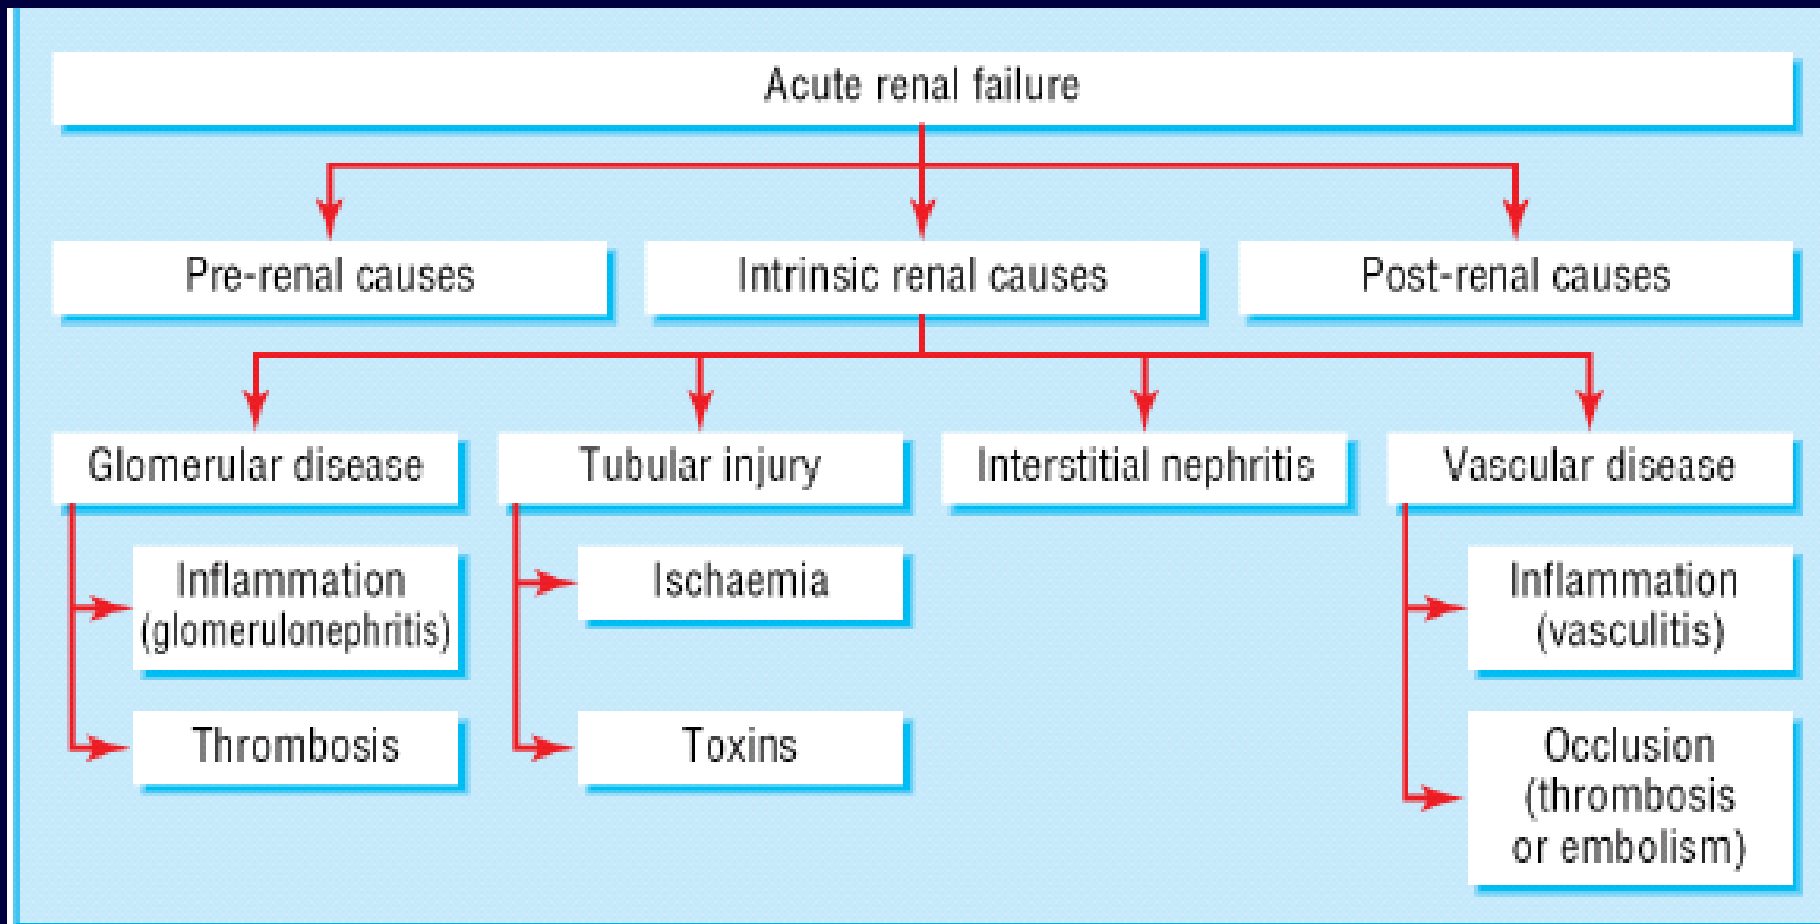 Acute renal failure
Pre-renal causes
Intrinsic renal causes
Post-renal causes
Glomerular disease
Tubular injury
Interstitial nephritis
Vascular disease
Inflammation
(glomerulonephritis)
Thrombosis
Ischaemia
Toxins
Inflammation
(vasculitis)
Occlusion
(thrombosis
or embolism)